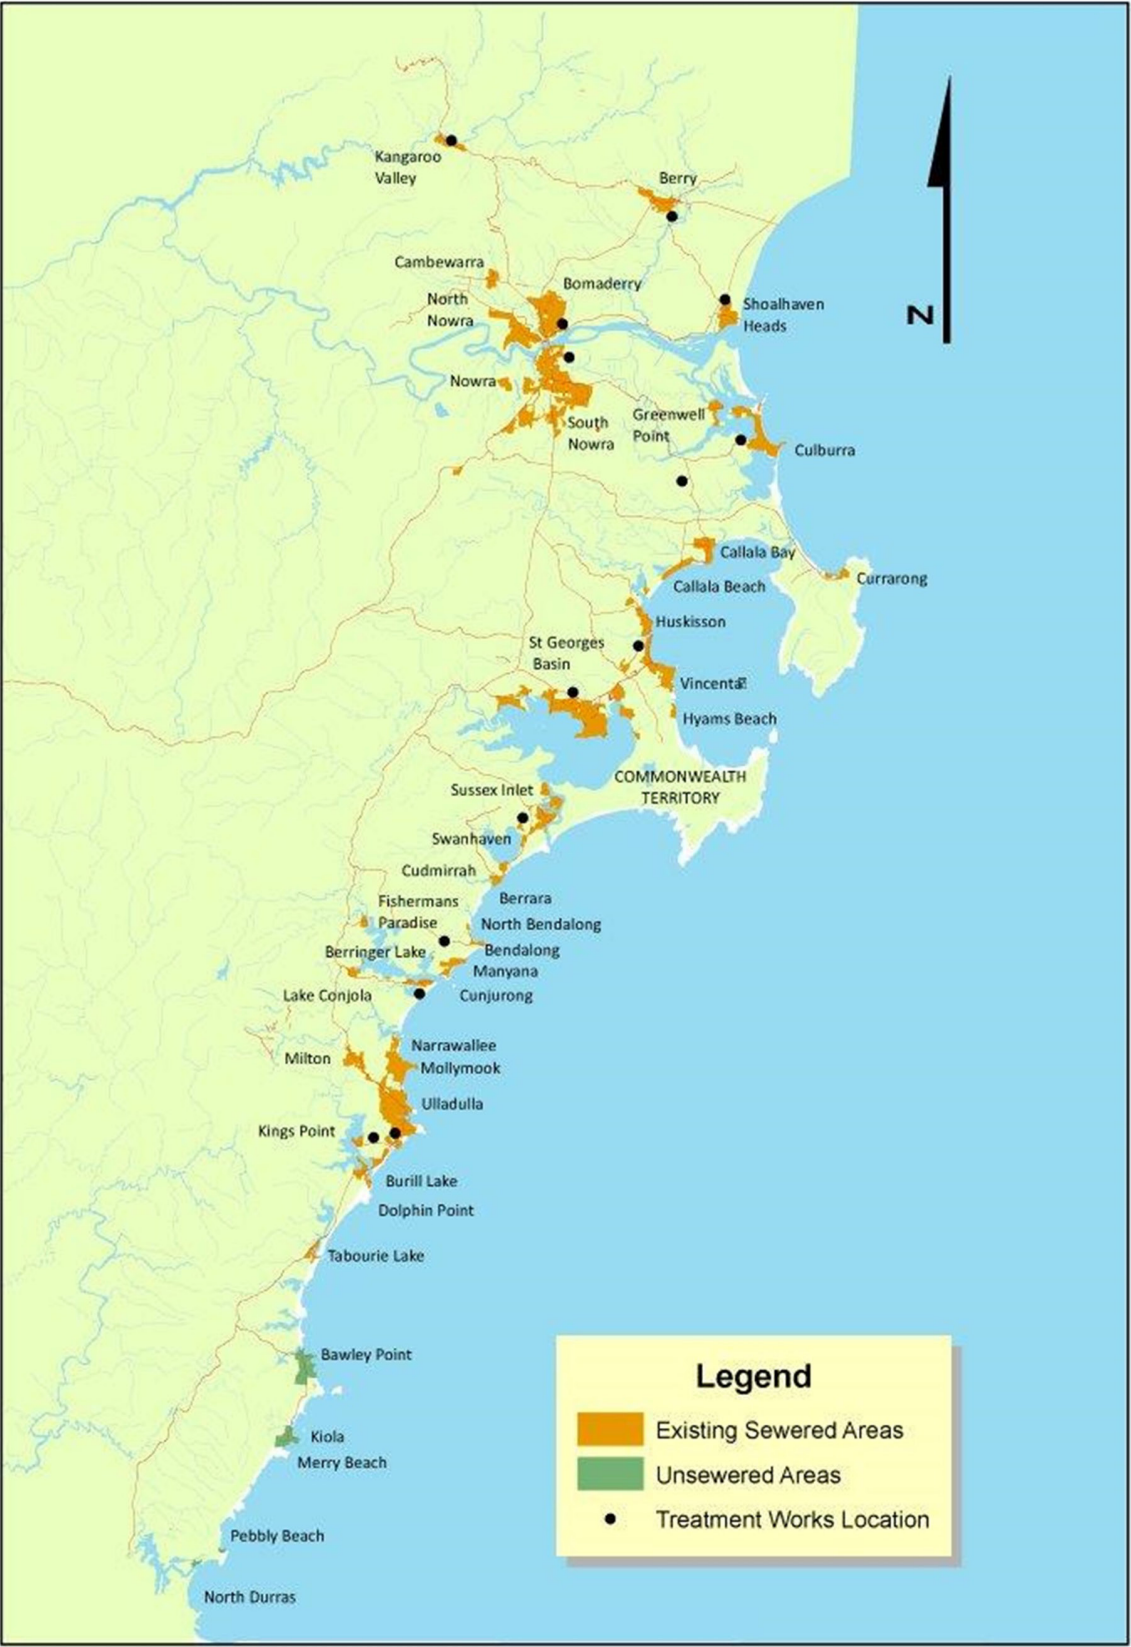 Kangaroo
Valley
Berry
Cambewarra
Bomaderry
North
Nowra
Shoalhaven
Heads
N
Nowra
Greenwell
Point
South
Nowra
Culburra
Callala Bay
Currarong
Callala Beach
Huskisson
St Georges
Basin
Vincenta
Hyams Beach
COMMONWEALTH
TERRITORY
Sussex Inlet
Swanhaven
Cudmirrah
Berrara
Fishermans
Paradise
North Bendalong
Berringer Lake
Bendalong
Manyana
Lake Conjola
Cunjurong
Narrawallee
Milton
Mollymook
Ulladulla
Kings Point
Burill Lake
Dolphin Point
Tabourie Lake
Bawley Point
Kiola
Merry Beach
Pebbly Beach
North Durras
Legend
Existing Sewered Areas
Unsewered Areas
Treatment Works Location